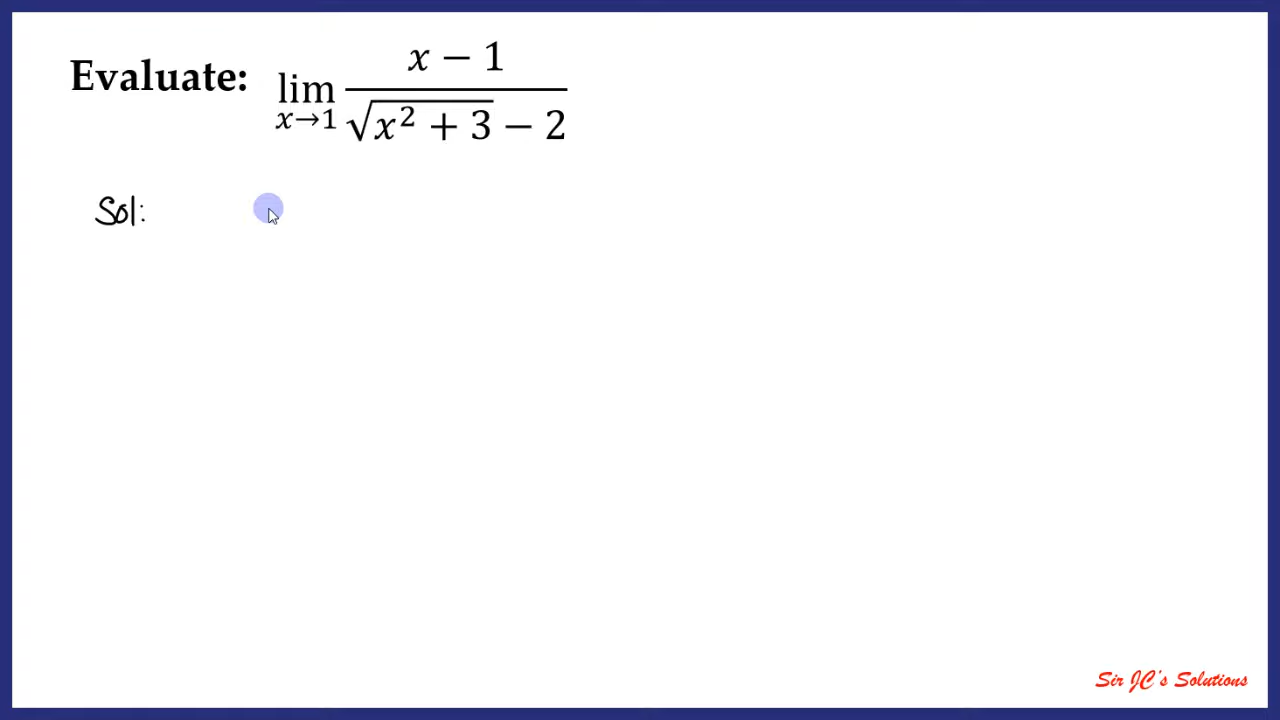 Evaluate: lim x→1 x − 1 / √x² + 3 − 2
Sol:
Sir JC's Solutions